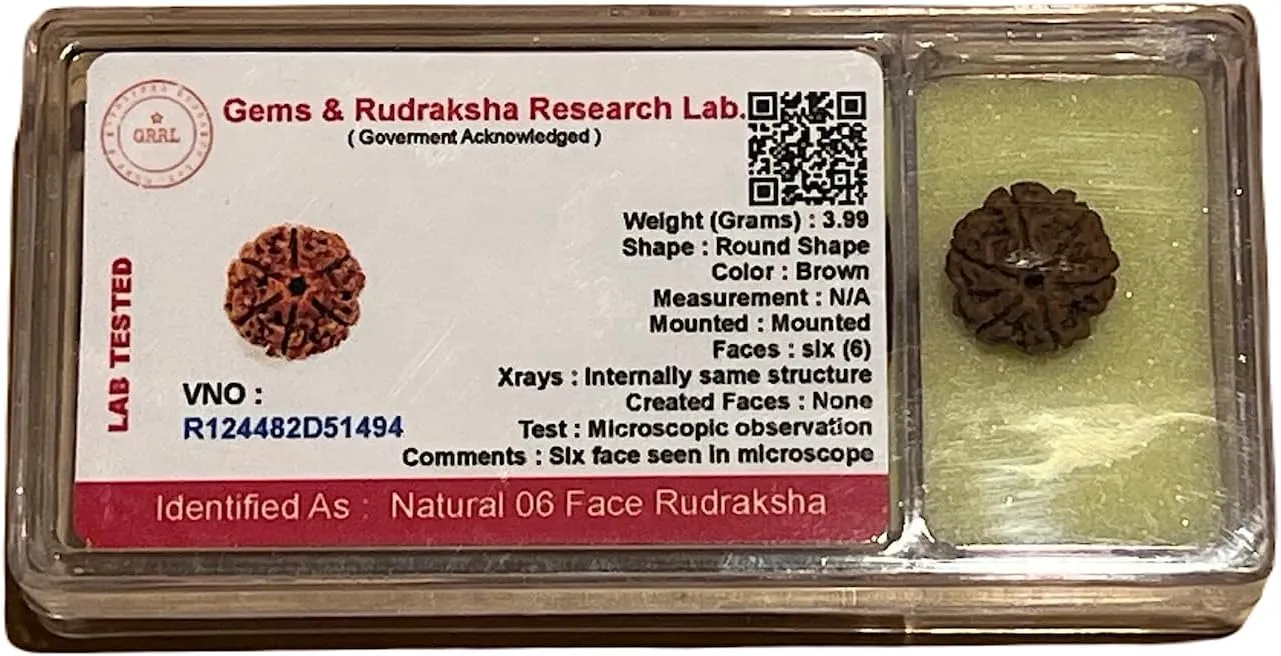 Gems & Rudraksha Research Lab.
( Goverment Acknowledged )
GRRL
Weight (Grams) : 3.99
Shape : Round Shape
Color : Brown
Measurement : N/A
Mounted : Mounted
Faces : six (6)
Xrays : Internally same structure
Created Faces : None
Test : Microscopic observation
Comments : Six face seen in microscope
LAB TESTED
VNO :
R124482D51494
Identified As : Natural 06 Face Rudraksha